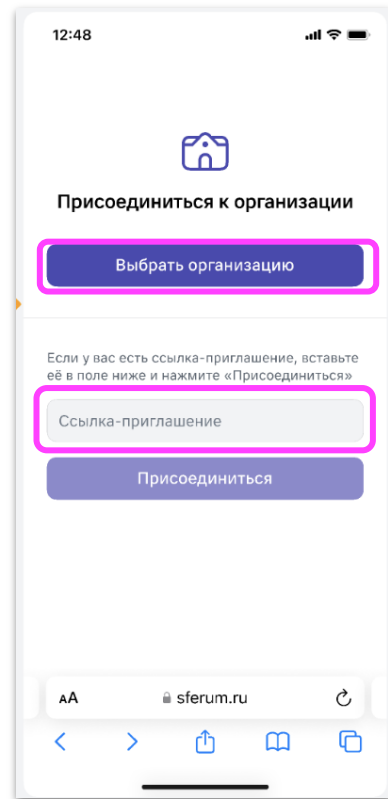 12:48
Присоединиться к организации
Выбрать организацию
Если у вас есть ссылка-приглашение, вставьте
её в поле ниже и нажмите «Присоединиться»
Ссылка-приглашение
Присоединиться
AA sferum.ru